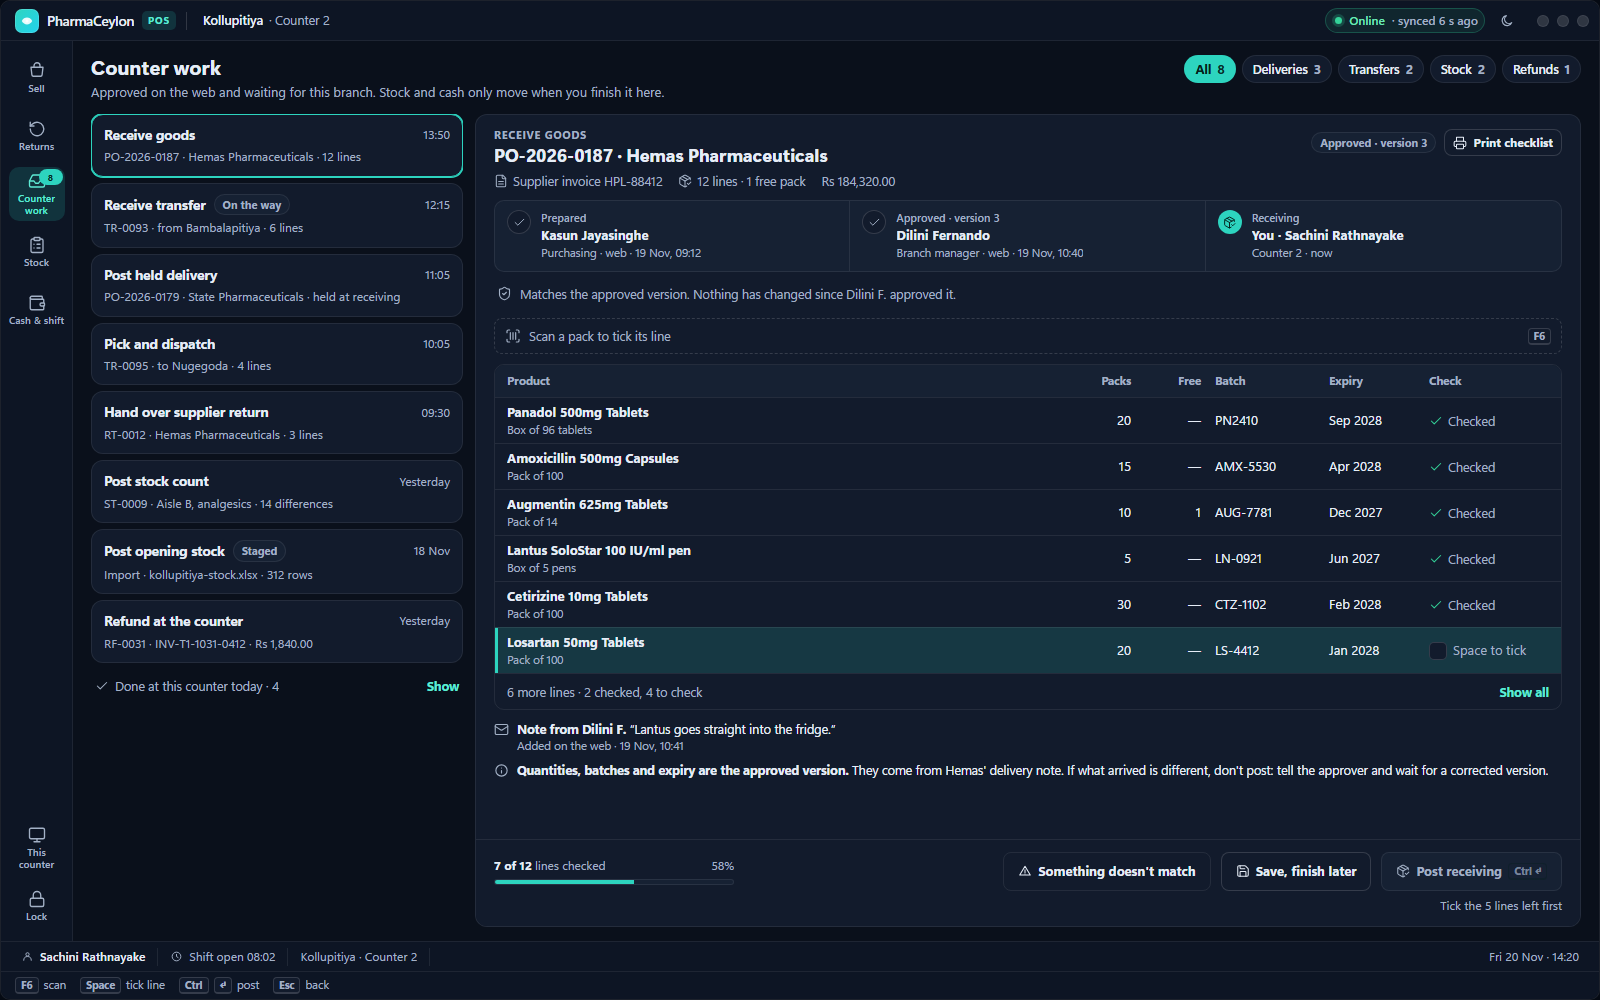 PharmaCeylon POS Kollupitiya · Counter 2
Online · synced 6 s ago
Sell
Returns
8
Counter
work
Stock
Cash & shift
This
counter
Lock
Counter work
Approved on the web and waiting for this branch. Stock and cash only move when you finish it here.
All 8
Deliveries 3
Transfers 2
Stock 2
Refunds 1
Receive goods 13:50
PO-2026-0187 · Hemas Pharmaceuticals · 12 lines
Receive transfer On the way 12:15
TR-0093 · from Bambalapitiya · 6 lines
Post held delivery 11:05
PO-2026-0179 · State Pharmaceuticals · held at receiving
Pick and dispatch 10:05
TR-0095 · to Nugegoda · 4 lines
Hand over supplier return 09:30
RT-0012 · Hemas Pharmaceuticals · 3 lines
Post stock count Yesterday
ST-0009 · Aisle B, analgesics · 14 differences
Post opening stock Staged 18 Nov
Import · kollupitiya-stock.xlsx · 312 rows
Refund at the counter Yesterday
RF-0031 · INV-T1-1031-0412 · Rs 1,840.00
Done at this counter today · 4 Show
RECEIVE GOODS
PO-2026-0187 · Hemas Pharmaceuticals
Approved · version 3
Print checklist
Supplier invoice HPL-88412 12 lines · 1 free pack Rs 184,320.00
Prepared
Kasun Jayasinghe
Purchasing · web · 19 Nov, 09:12
Approved · version 3
Dilini Fernando
Branch manager · web · 19 Nov, 10:40
Receiving
You · Sachini Rathnayake
Counter 2 · now
Matches the approved version. Nothing has changed since Dilini F. approved it.
Scan a pack to tick its line F6
Product Packs Free Batch Expiry Check
Panadol 500mg Tablets
Box of 96 tablets
20 — PN2410 Sep 2028 Checked
Amoxicillin 500mg Capsules
Pack of 100
15 — AMX-5530 Apr 2028 Checked
Augmentin 625mg Tablets
Pack of 14
10 1 AUG-7781 Dec 2027 Checked
Lantus SoloStar 100 IU/ml pen
Box of 5 pens
5 — LN-0921 Jun 2027 Checked
Cetirizine 10mg Tablets
Pack of 100
30 — CTZ-1102 Feb 2028 Checked
Losartan 50mg Tablets
Pack of 100
20 — LS-4412 Jan 2028 Space to tick
6 more lines · 2 checked, 4 to check Show all
Note from Dilini F. “Lantus goes straight into the fridge.”
Added on the web · 19 Nov, 10:41
Quantities, batches and expiry are the approved version. They come from Hemas' delivery note. If what arrived is different, don't post: tell the approver and wait for a corrected version.
7 of 12 lines checked 58%
Something doesn't match
Save, finish later
Post receiving Ctrl ↵
Tick the 5 lines left first
Sachini Rathnayake Shift open 08:02 Kollupitiya · Counter 2 Fri 20 Nov · 14:20
F6 scan Space tick line Ctrl ↵ post Esc back